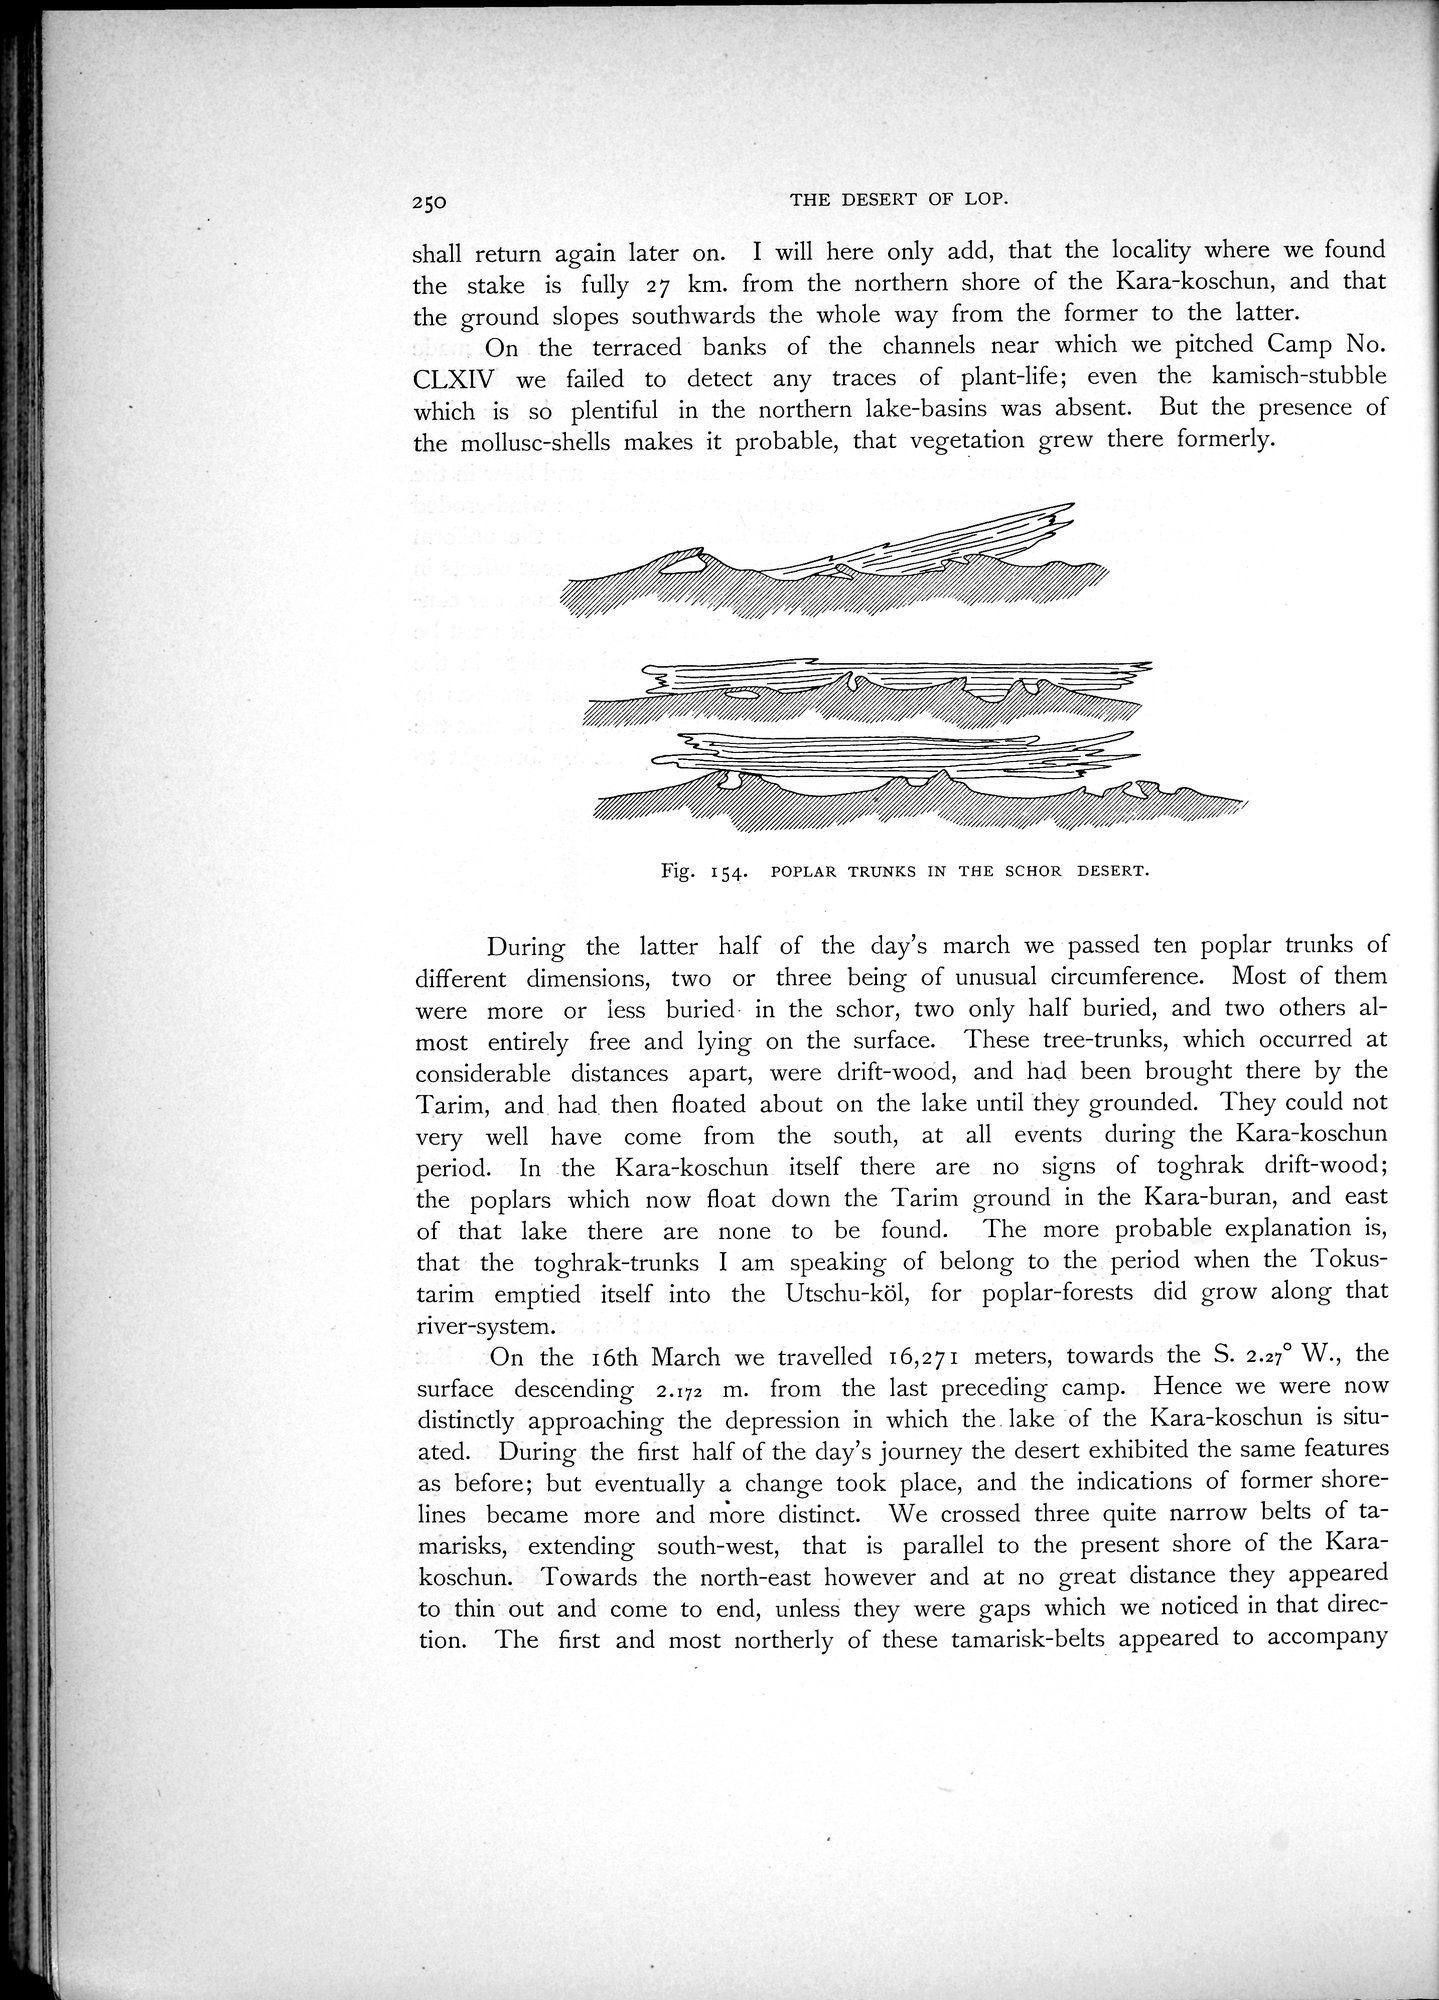 250 THE DESERT OF LOP.
shall return again later on. I will here only add, that the locality where we found
the stake is fully 27 km. from the northern shore of the Kara-koschun, and that
the ground slopes southwards the whole way from the former to the latter.
On the terraced banks of the channels near which we pitched Camp No.
CLXIV we failed to detect any traces of plant-life; even the kamisch-stubble
which is so plentiful in the northern lake-basins was absent. But the presence of
the mollusc-shells makes it probable, that vegetation grew there formerly.
Fig. 154. POPLAR TRUNKS IN THE SCHOR DESERT.
During the latter half of the day's march we passed ten poplar trunks of
different dimensions, two or three being of unusual circumference. Most of them
were more or less buried in the schor, two only half buried, and two others al-
most entirely free and lying on the surface. These tree-trunks, which occurred at
considerable distances apart, were drift-wood, and had been brought there by the
Tarim, and had then floated about on the lake until they grounded. They could not
very well have come from the south, at all events during the Kara-koschun
period. In the Kara-koschun itself there are no signs of toghrak drift-wood;
the poplars which now float down the Tarim ground in the Kara-buran, and east
of that lake there are none to be found. The more probable explanation is,
that the toghrak-trunks I am speaking of belong to the period when the Tokus-
tarim emptied itself into the Utschu-köl, for poplar-forests did grow along that
river-system.
On the 16th March we travelled 16,271 meters, towards the S. 2.27° W., the
surface descending 2.172 m. from the last preceding camp. Hence we were now
distinctly approaching the depression in which the lake of the Kara-koschun is situ-
ated. During the first half of the day's journey the desert exhibited the same features
as before; but eventually a change took place, and the indications of former shore-
lines became more and more distinct. We crossed three quite narrow belts of ta-
marisks, extending south-west, that is parallel to the present shore of the Kara-
koschun. Towards the north-east however and at no great distance they appeared
to thin out and come to end, unless they were gaps which we noticed in that direc-
tion. The first and most northerly of these tamarisk-belts appeared to accompany